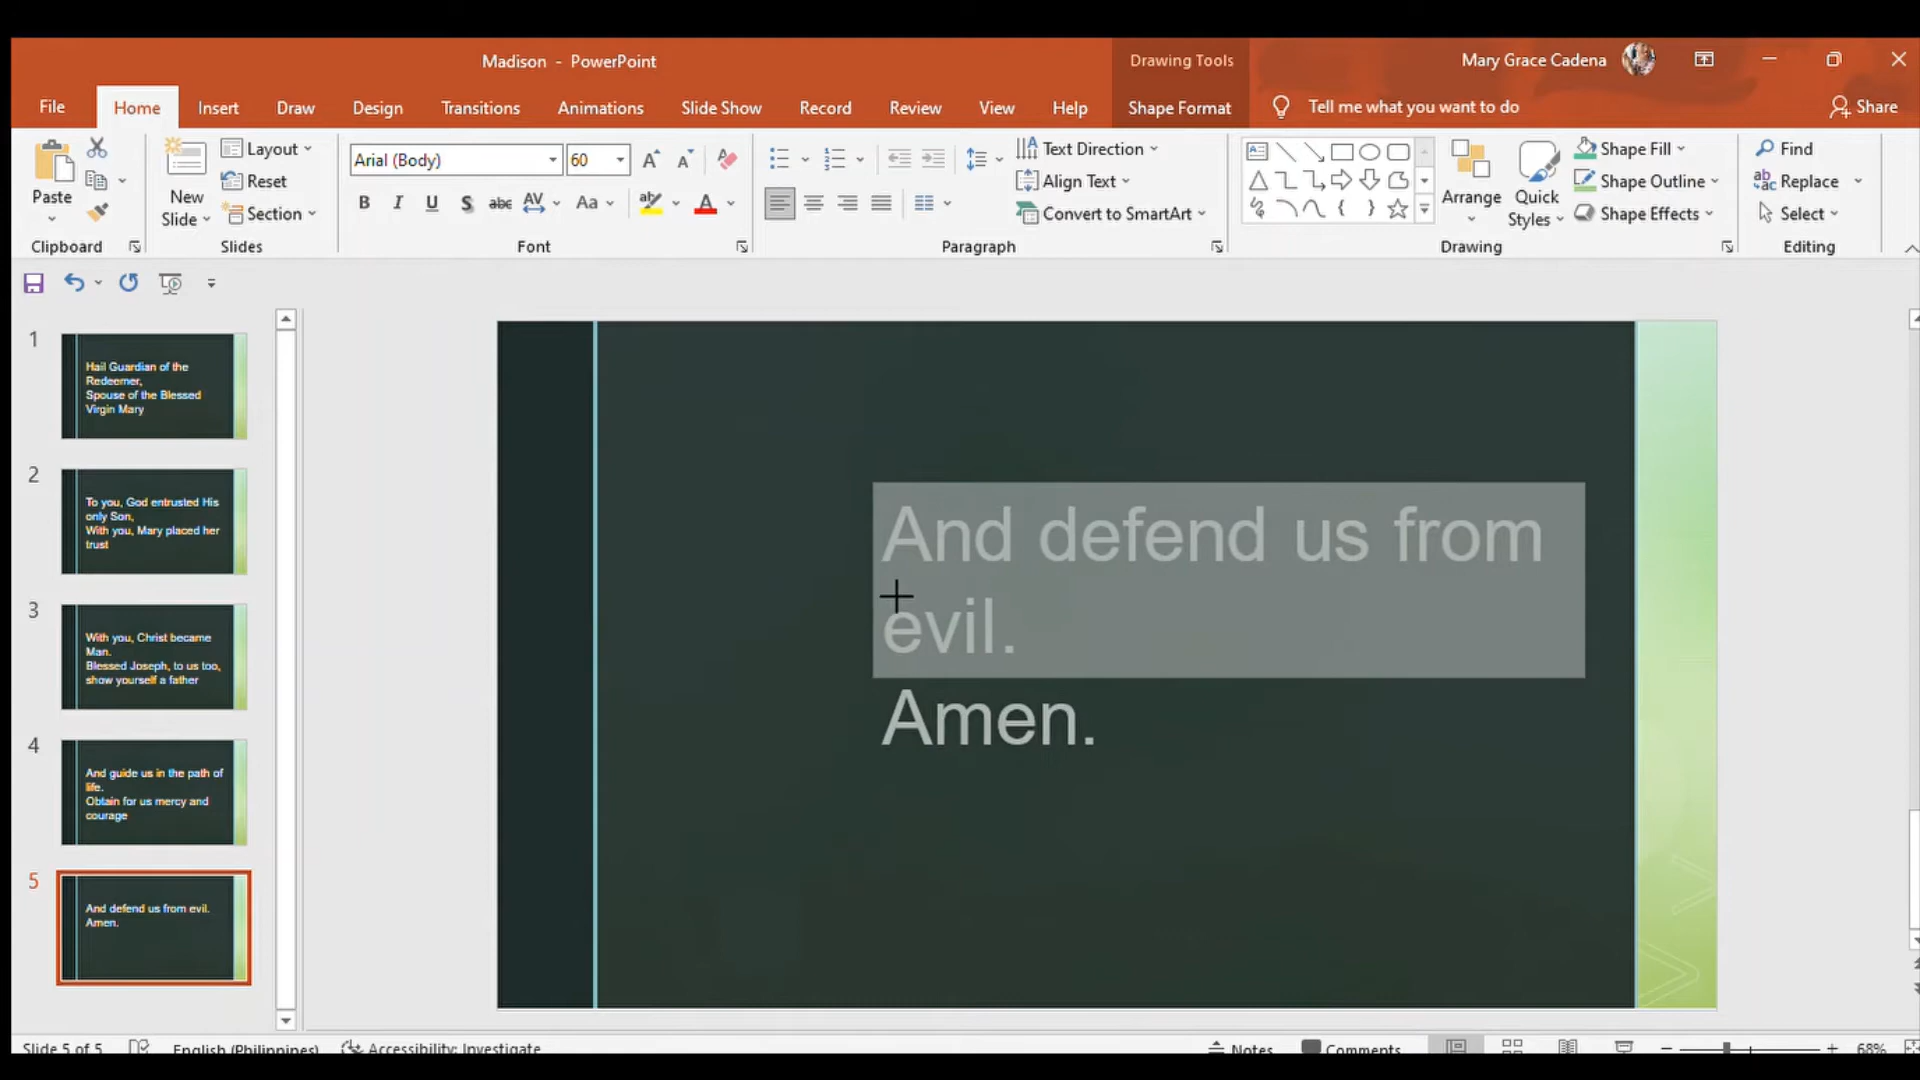 Madison - PowerPoint
Drawing Tools
Mary Grace Cadena
File
Home
Insert
Draw
Design
Transitions
Animations
Slide Show
Record
Review
View
Help
Shape Format
Tell me what you want to do
Share
Paste
Clipboard
New
Slide
Layout
Reset
Section
Slides
Arial (Body)
60
B I U S abc AV Aa
Font
Text Direction
Align Text
Convert to SmartArt
Paragraph
Arrange
Quick
Styles
Shape Fill
Shape Outline
Shape Effects
Drawing
Find
Replace
Select
Editing
1
Hail Guardian of the
Redeemer,
Spouse of the Blessed
Virgin Mary
2
To you, God entrusted His
only Son,
With you, Mary placed her
trust
3
With you, Christ became
Man.
Blessed Joseph, to us too,
show yourself a father
4
And guide us in the path of
life.
Obtain for us mercy and
courage
5
And defend us from evil.
Amen.
And defend us from
evil.
Amen.
Slide 5 of 5
English (Philippines)
Accessibility: Investigate
Notes
Comments
68%